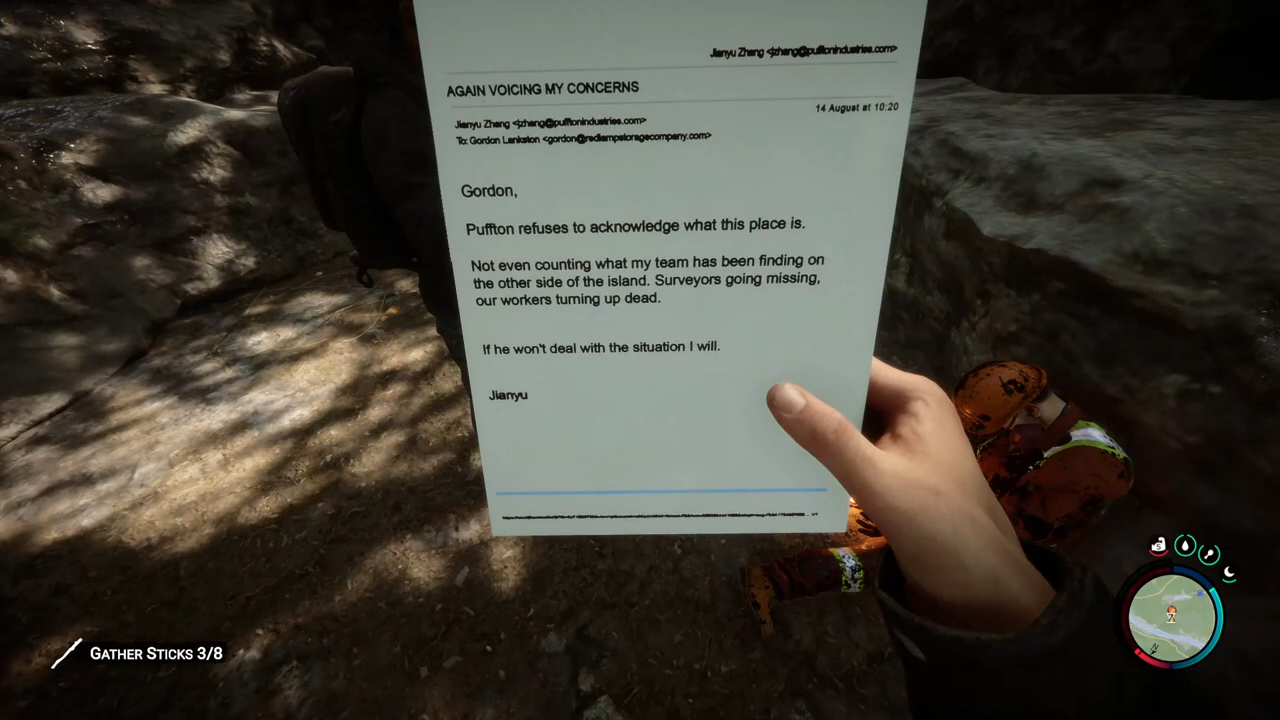 Jianyu Zhang <jzhang@pufftonindustries.com>
AGAIN VOICING MY CONCERNS
14 August at 10:20
Jianyu Zhang <jzhang@pufftonindustries.com>
To: Gordon Lankston <gordon@redlampstoragecompany.com>
Gordon,
Puffton refuses to acknowledge what this place is.
Not even counting what my team has been finding on
the other side of the island. Surveyors going missing,
our workers turning up dead.
If he won't deal with the situation I will.
Jianyu
GATHER STICKS 3/8